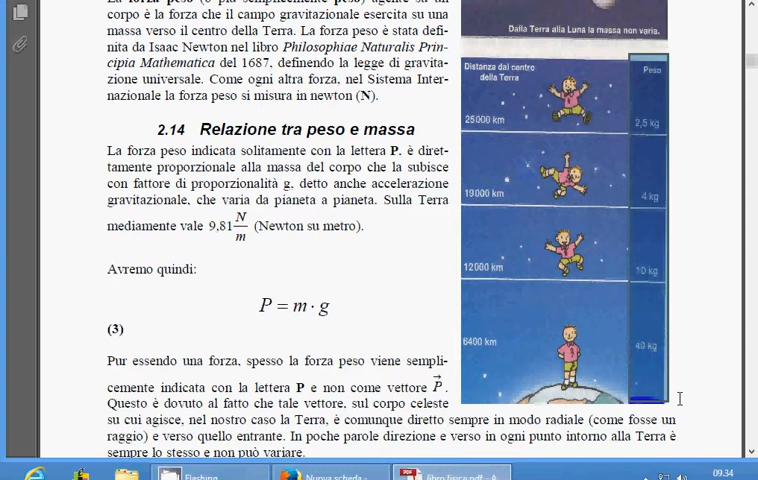 La forza peso (o più semplicemente peso) agente su un
corpo è la forza che il campo gravitazionale esercita su una
massa verso il centro della Terra. La forza peso è stata defi-
nita da Isaac Newton nel libro Philosophiae Naturalis Prin-
cipia Mathematica del 1687, definendo la legge di gravita-
zione universale. Come ogni altra forza, nel Sistema Inter-
nazionale la forza peso si misura in newton (N).
2.14 Relazione tra peso e massa
La forza peso indicata solitamente con la lettera P. è diret-
tamente proporzionale alla massa del corpo che la subisce
con fattore di proporzionalità g, detto anche accelerazione
gravitazionale, che varia da pianeta a pianeta. Sulla Terra
mediamente vale 9,81 N/m (Newton su metro).
Avremo quindi:
P = m · g
(3)
Pur essendo una forza, spesso la forza peso viene sempli-
cemente indicata con la lettera P e non come vettore P⃗.
Questo è dovuto al fatto che tale vettore, sul corpo celeste
su cui agisce, nel nostro caso la Terra, è comunque diretto sempre in modo radiale (come fosse un
raggio) e verso quello entrante. In poche parole direzione e verso in ogni punto intorno alla Terra è
sempre lo stesso e non può variare.
Dalla Terra alla Luna la massa non varia.
Distanza dal centro
della Terra
Peso
25000 km
2,5 kg
19000 km
4 kg
12000 km
10 kg
6400 km
40 kg
Flashing
Nuova scheda -
libro fisica.pdf - A
09.34